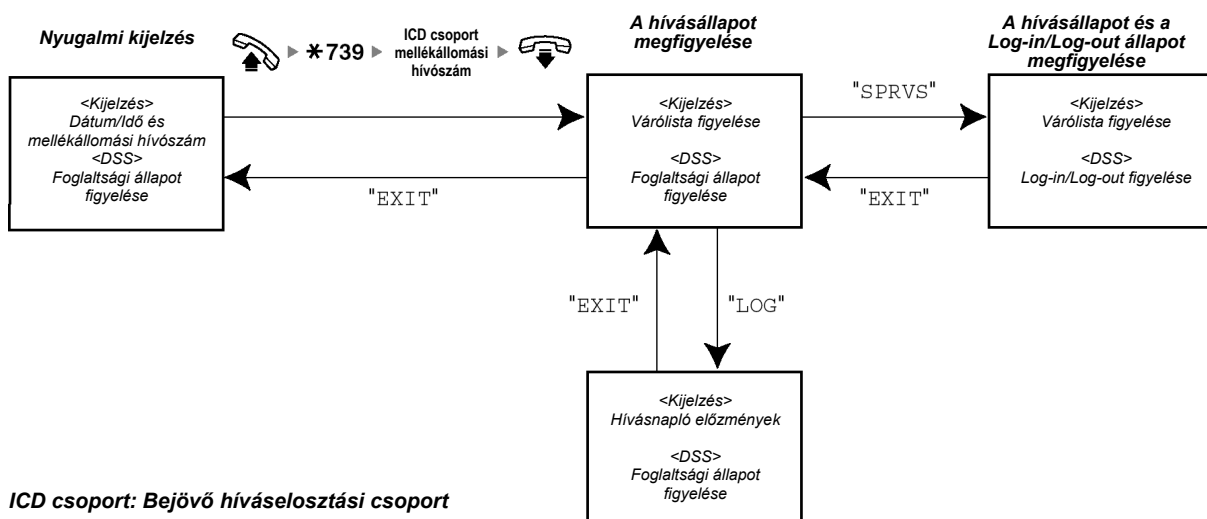 Nyugalmi kijelzés
✱739
ICD csoport
mellékállomási
hívószám
A hívásállapot
megfigyelése
A hívásállapot és a
Log-in/Log-out állapot
megfigyelése
<Kijelzés>
Dátum/Idő és
mellékállomási hívószám
<DSS>
Foglaltsági állapot
figyelése
<Kijelzés>
Várólista figyelése
<DSS>
Foglaltsági állapot
figyelése
"SPRVS"
<Kijelzés>
Várólista figyelése
<DSS>
Log-in/Log-out figyelése
"EXIT"
"EXIT"
"EXIT"
"LOG"
<Kijelzés>
Hívásnapló előzmények
<DSS>
Foglaltsági állapot
figyelése
ICD csoport: Bejövő híváselosztási csoport